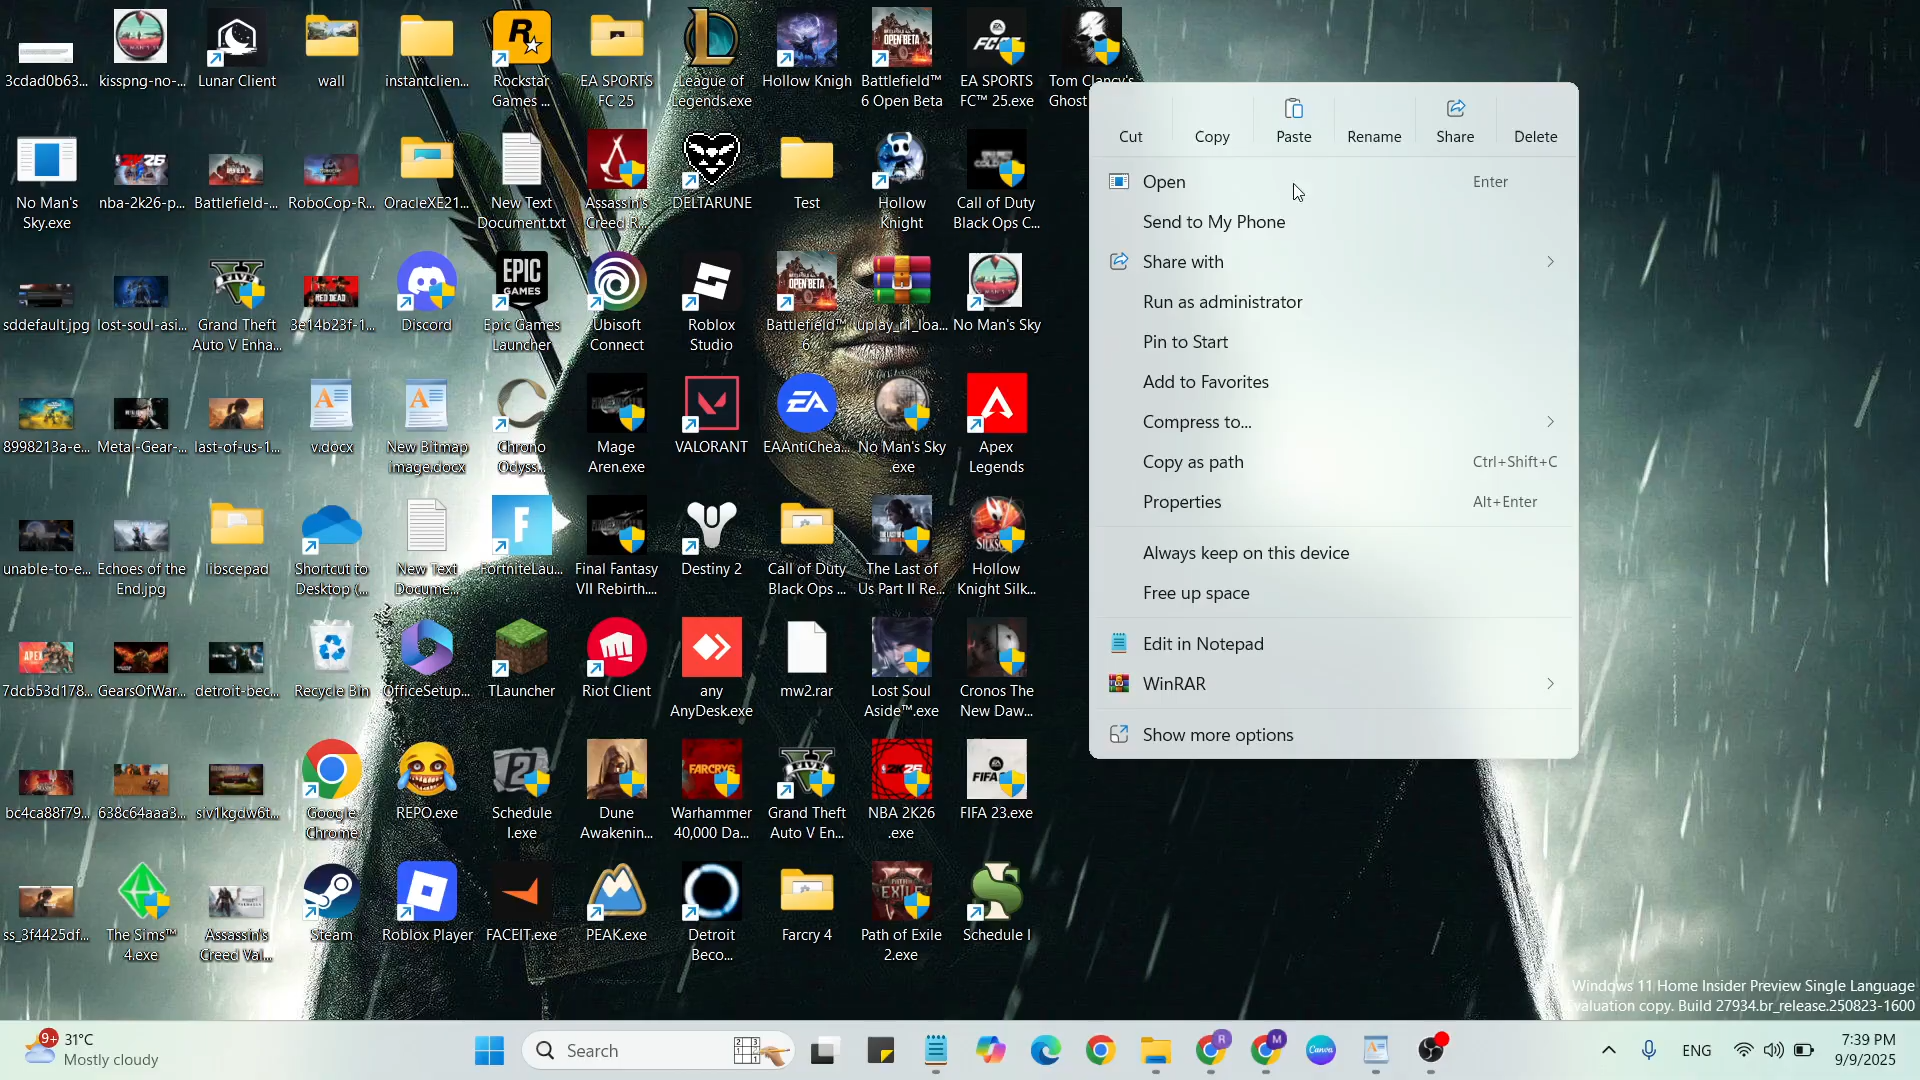 3cdad0b63...
kisspng-no-...
Lunar Client
wall
instantclien...
Rockstar
Games ...
EA SPORTS
FC 25
League of
Legends.exe
Hollow Knigh
Battlefield™
6 Open Beta
EA SPORTS
FC™ 25.exe
Tom Clancy's
Ghost
No Man's
Sky.exe
nba-2k26-p...
Battlefield-...
RoboCop-R...
OracleXE21...
New Text
Document.txt
Assassin's
Creed R...
DELTARUNE
Test
Hollow
Knight
Call of Duty
Black Ops C...
sddefault.jpg
lost-soul-asi...
Grand Theft
Auto V Enha...
3e14b23f-1...
Discord
Epic Games
Launcher
Ubisoft
Connect
Roblox
Studio
Battlefield™
6
uplay_r1_loa...
No Man's Sky
8998213a-e...
Metal-Gear-...
last-of-us-1...
v.docx
New Bitmap
image.docx
Chrono
Odyss...
Mage
Aren.exe
VALORANT
EAAntiChea...
No Man's Sky
.exe
Apex
Legends
unable-to-e...
Echoes of the
End.jpg
libscepad
Shortcut to
Desktop (...
New Text
Docume...
FortniteLau...
Final Fantasy
VII Rebirth....
Destiny 2
Call of Duty
Black Ops ...
The Last of
Us Part II Re...
Hollow
Knight Silk...
7dcb53d178...
GearsOfWar...
detroit-bec...
Recycle Bin
OfficeSetup...
TLauncher
Riot Client
any
AnyDesk.exe
mw2.rar
Lost Soul
Aside™.exe
Cronos The
New Daw...
bc4ca88f79...
638c64aaa3...
siv1kgdw6t...
Google
Chrome
REPO.exe
Schedule
I.exe
Dune
Awakenin...
Warhammer
40,000 Da...
Grand Theft
Auto V En...
NBA 2K26
.exe
FIFA 23.exe
ss_3f4425df...
The Sims™
4.exe
Assassin's
Creed Val...
Steam
Roblox Player
FACEIT.exe
PEAK.exe
Detroit
Beco...
Farcry 4
Path of Exile
2.exe
Schedule I
Cut
Copy
Paste
Rename
Share
Delete
Open Enter
Send to My Phone
Share with
Run as administrator
Pin to Start
Add to Favorites
Compress to...
Copy as path Ctrl+Shift+C
Properties Alt+Enter
Always keep on this device
Free up space
Edit in Notepad
WinRAR
Show more options
Windows 11 Home Insider Preview Single Language
valuation copy. Build 27934.br_release.250823-1600
9+
31°C
Mostly cloudy
Search
ENG
7:39 PM
9/9/2025